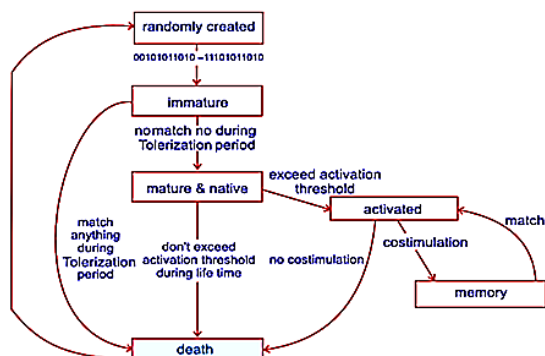 randomly created
00101011010 –11101011010
immature
nomatch no during
Tolerization period
mature & native
exceed activation
threshold
activated
match
anything
during
Tolerization
period
don't exceed
activation threshold
during life time
no costimulation
costimulation
match
memory
death